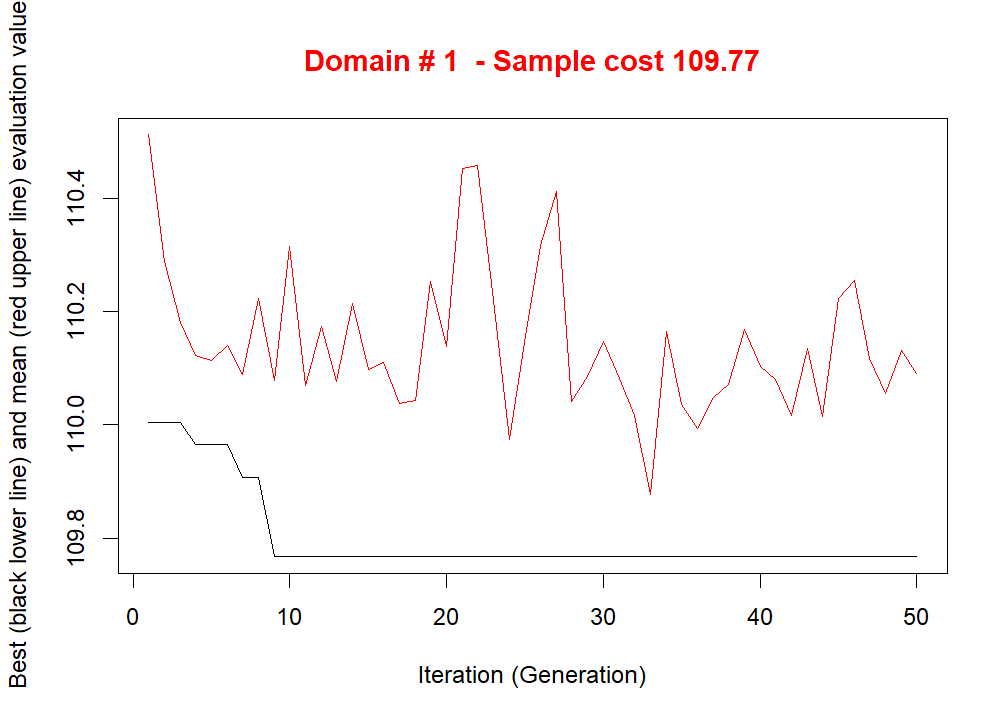 Domain # 1  - Sample cost 109.77
Best (black lower line) and mean (red upper line) evaluation value
110.4
110.2
110.0
109.8
0 10 20 30 40 50
Iteration (Generation)